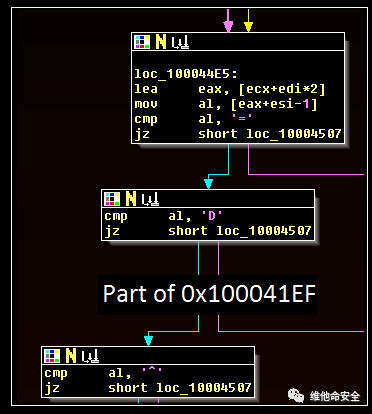 loc_100044E5:
lea eax, [ecx+edi*2]
mov al, [eax+esi-1]
cmp al, '='
jz short loc_10004507
cmp al, 'D'
jz short loc_10004507
Part of 0x100041EF
cmp al, '^'
jz short loc_10004507
维他命安全